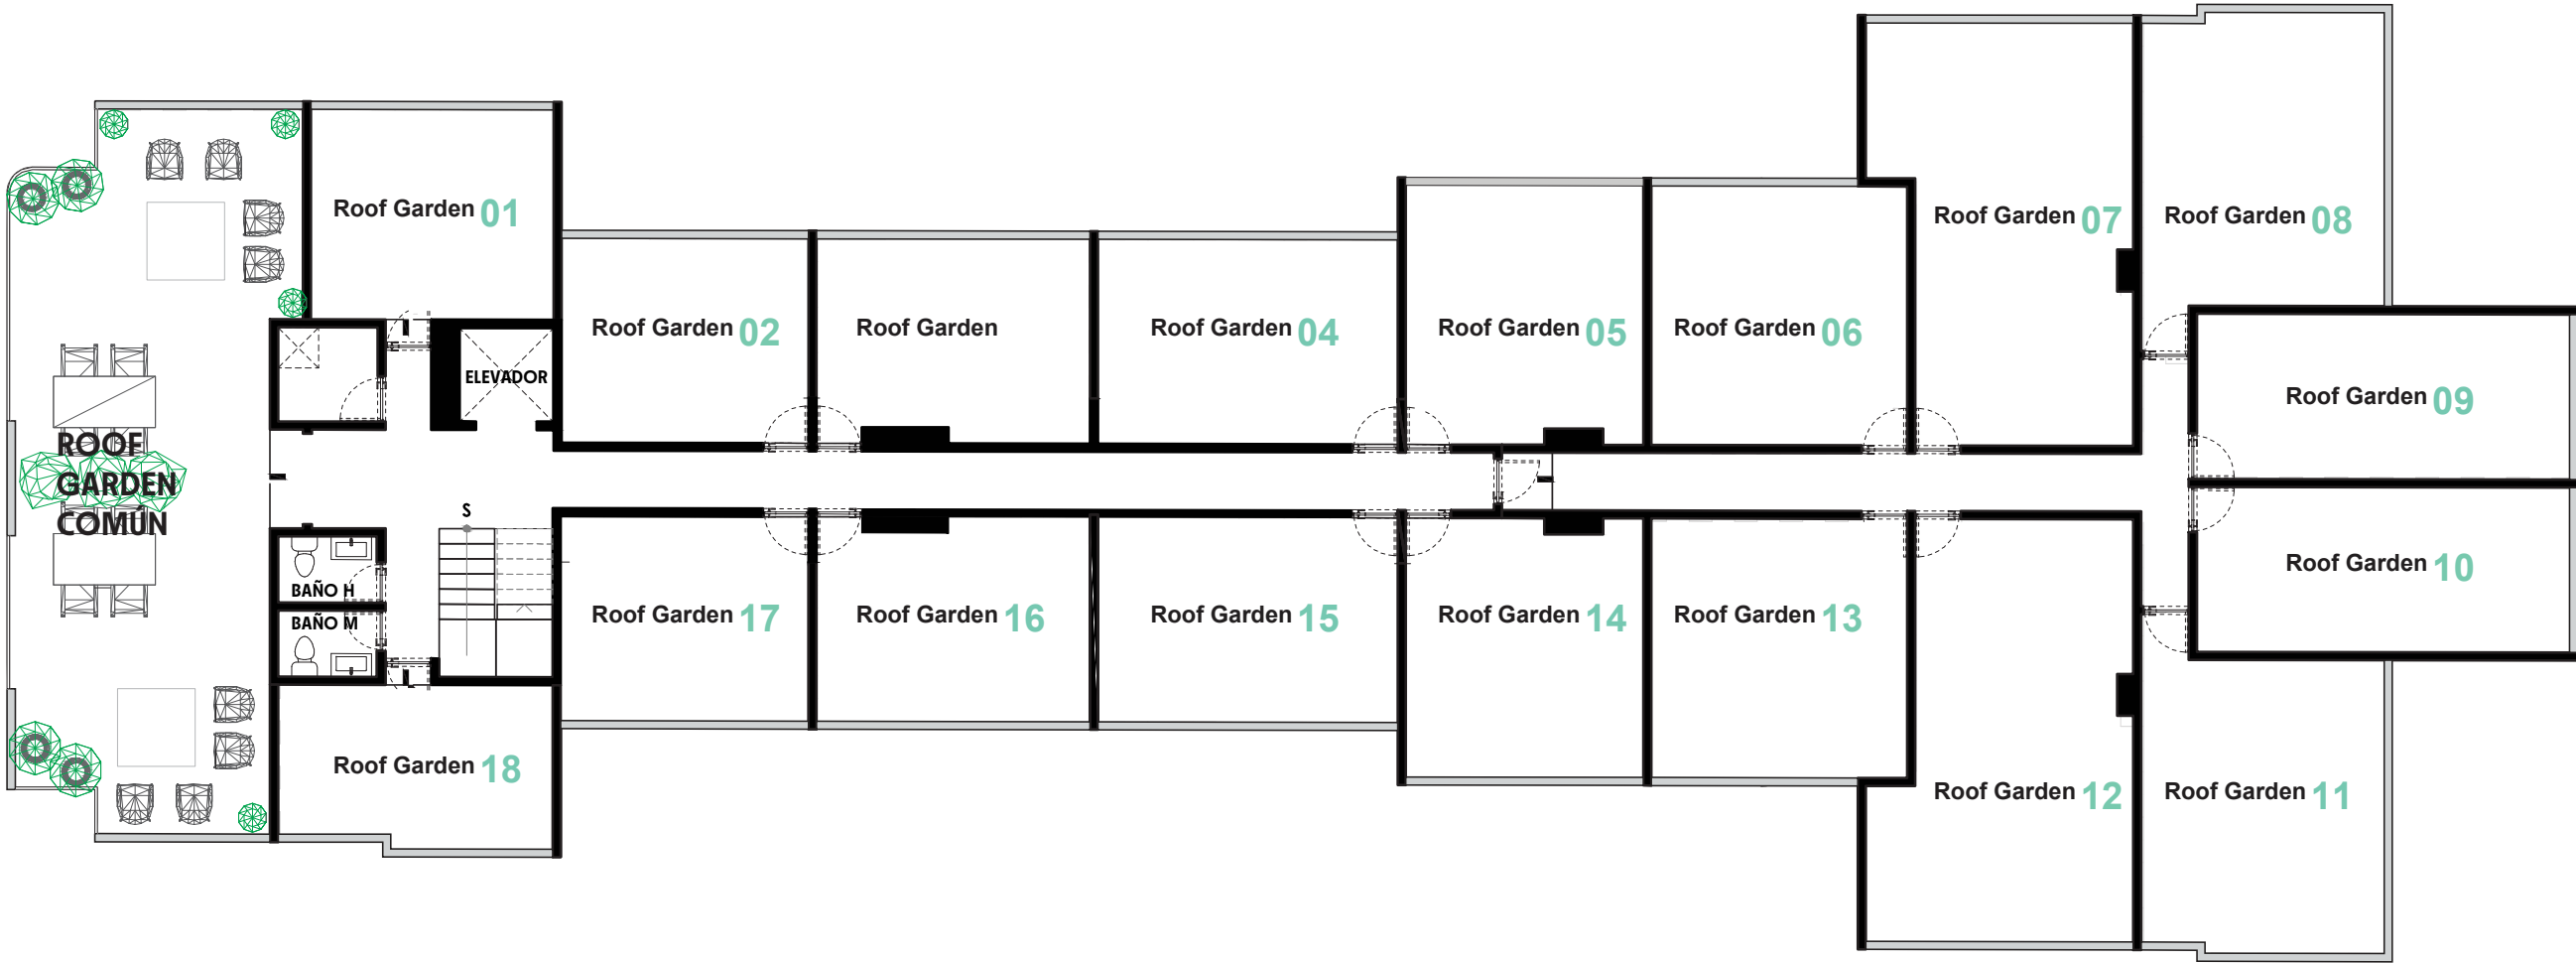 Roof Garden 01
Roof Garden 02
Roof Garden
Roof Garden 04
Roof Garden 05
Roof Garden 06
Roof Garden 07
Roof Garden 08
Roof Garden 09
Roof Garden 10
ELEVADOR
ROOF
GARDEN
COMÚN
S
BAÑO H
BAÑO M
Roof Garden 18
Roof Garden 17
Roof Garden 16
Roof Garden 15
Roof Garden 14
Roof Garden 13
Roof Garden 12
Roof Garden 11